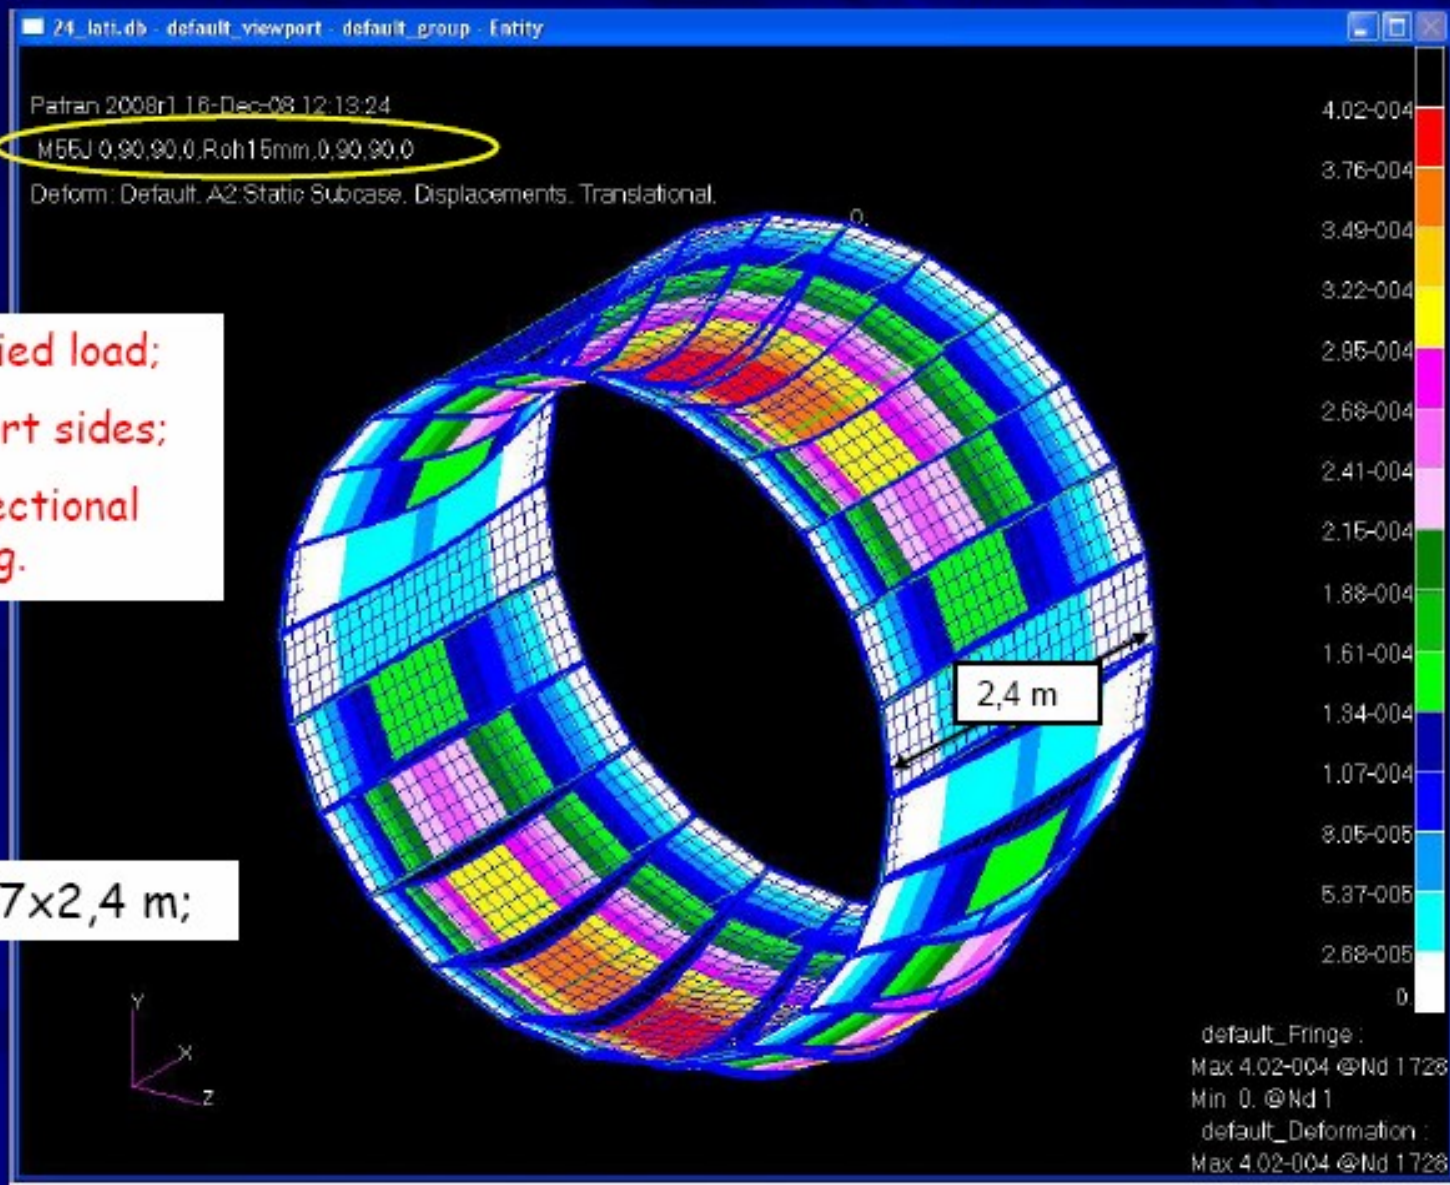 24_lati.db - default_viewport - default_group - Entity
Patran 2008r1 16-Dec-08 12:13:24
M55J 0,90,90,0,Roh15mm,0,90,90,0
Deform: Default, A2:Static Subcase, Displacements, Translational,
0.
4.02-004
3.76-004
3.49-004
3.22-004
2.95-004
2.68-004
2.41-004
2.15-004
1.88-004
1.61-004
1.34-004
1.07-004
8.05-005
5.37-005
2.68-005
0.
ied load;
rt sides;
ectional
g.
2,4 m
7x2,4 m;
Y
X
Z
default_Fringe :
Max 4.02-004 @Nd 1728
Min 0. @Nd 1
default_Deformation :
Max 4.02-004 @Nd 1728